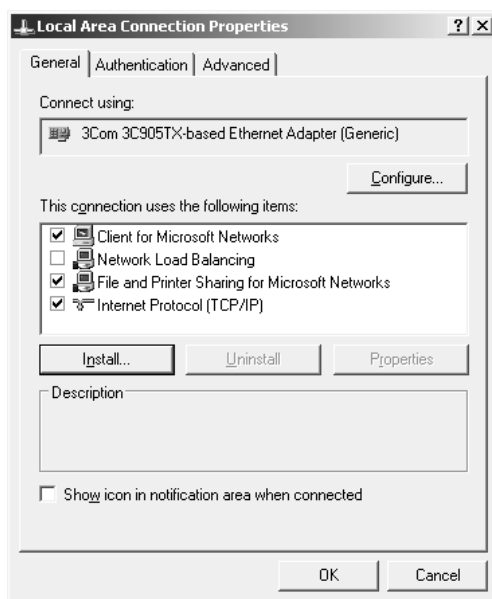 Local Area Connection Properties
General Authentication Advanced
Connect using:
3Com 3C905TX-based Ethernet Adapter (Generic)
Configure...
This connection uses the following items:
Client for Microsoft Networks
Network Load Balancing
File and Printer Sharing for Microsoft Networks
Internet Protocol (TCP/IP)
Install... Uninstall Properties
Description
Show icon in notification area when connected
OK Cancel